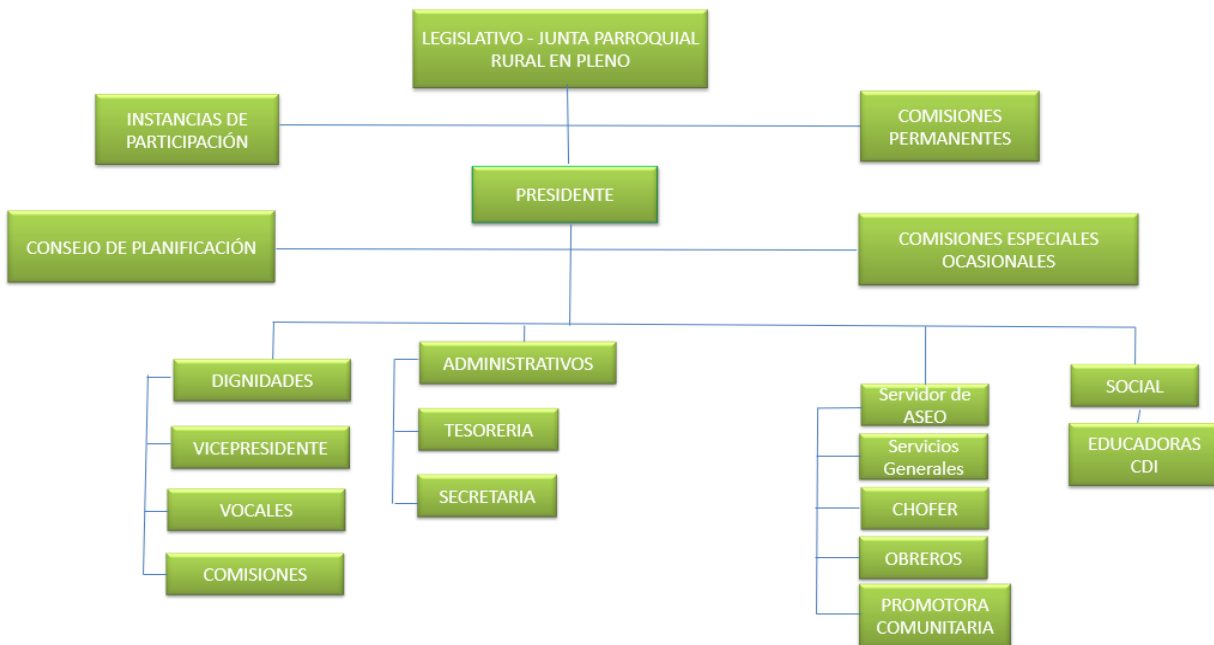 LEGISLATIVO - JUNTA PARROQUIAL
RURAL EN PLENO
INSTANCIAS DE
PARTICIPACIÓN
COMISIONES
PERMANENTES
PRESIDENTE
CONSEJO DE PLANIFICACIÓN
COMISIONES ESPECIALES
OCASIONALES
DIGNIDADES
VICEPRESIDENTE
VOCALES
COMISIONES
ADMINISTRATIVOS
TESORERIA
SECRETARIA
Servidor de
ASEO
Servicios
Generales
CHOFER
OBREROS
PROMOTORA
COMUNITARIA
SOCIAL
EDUCADORAS
CDI